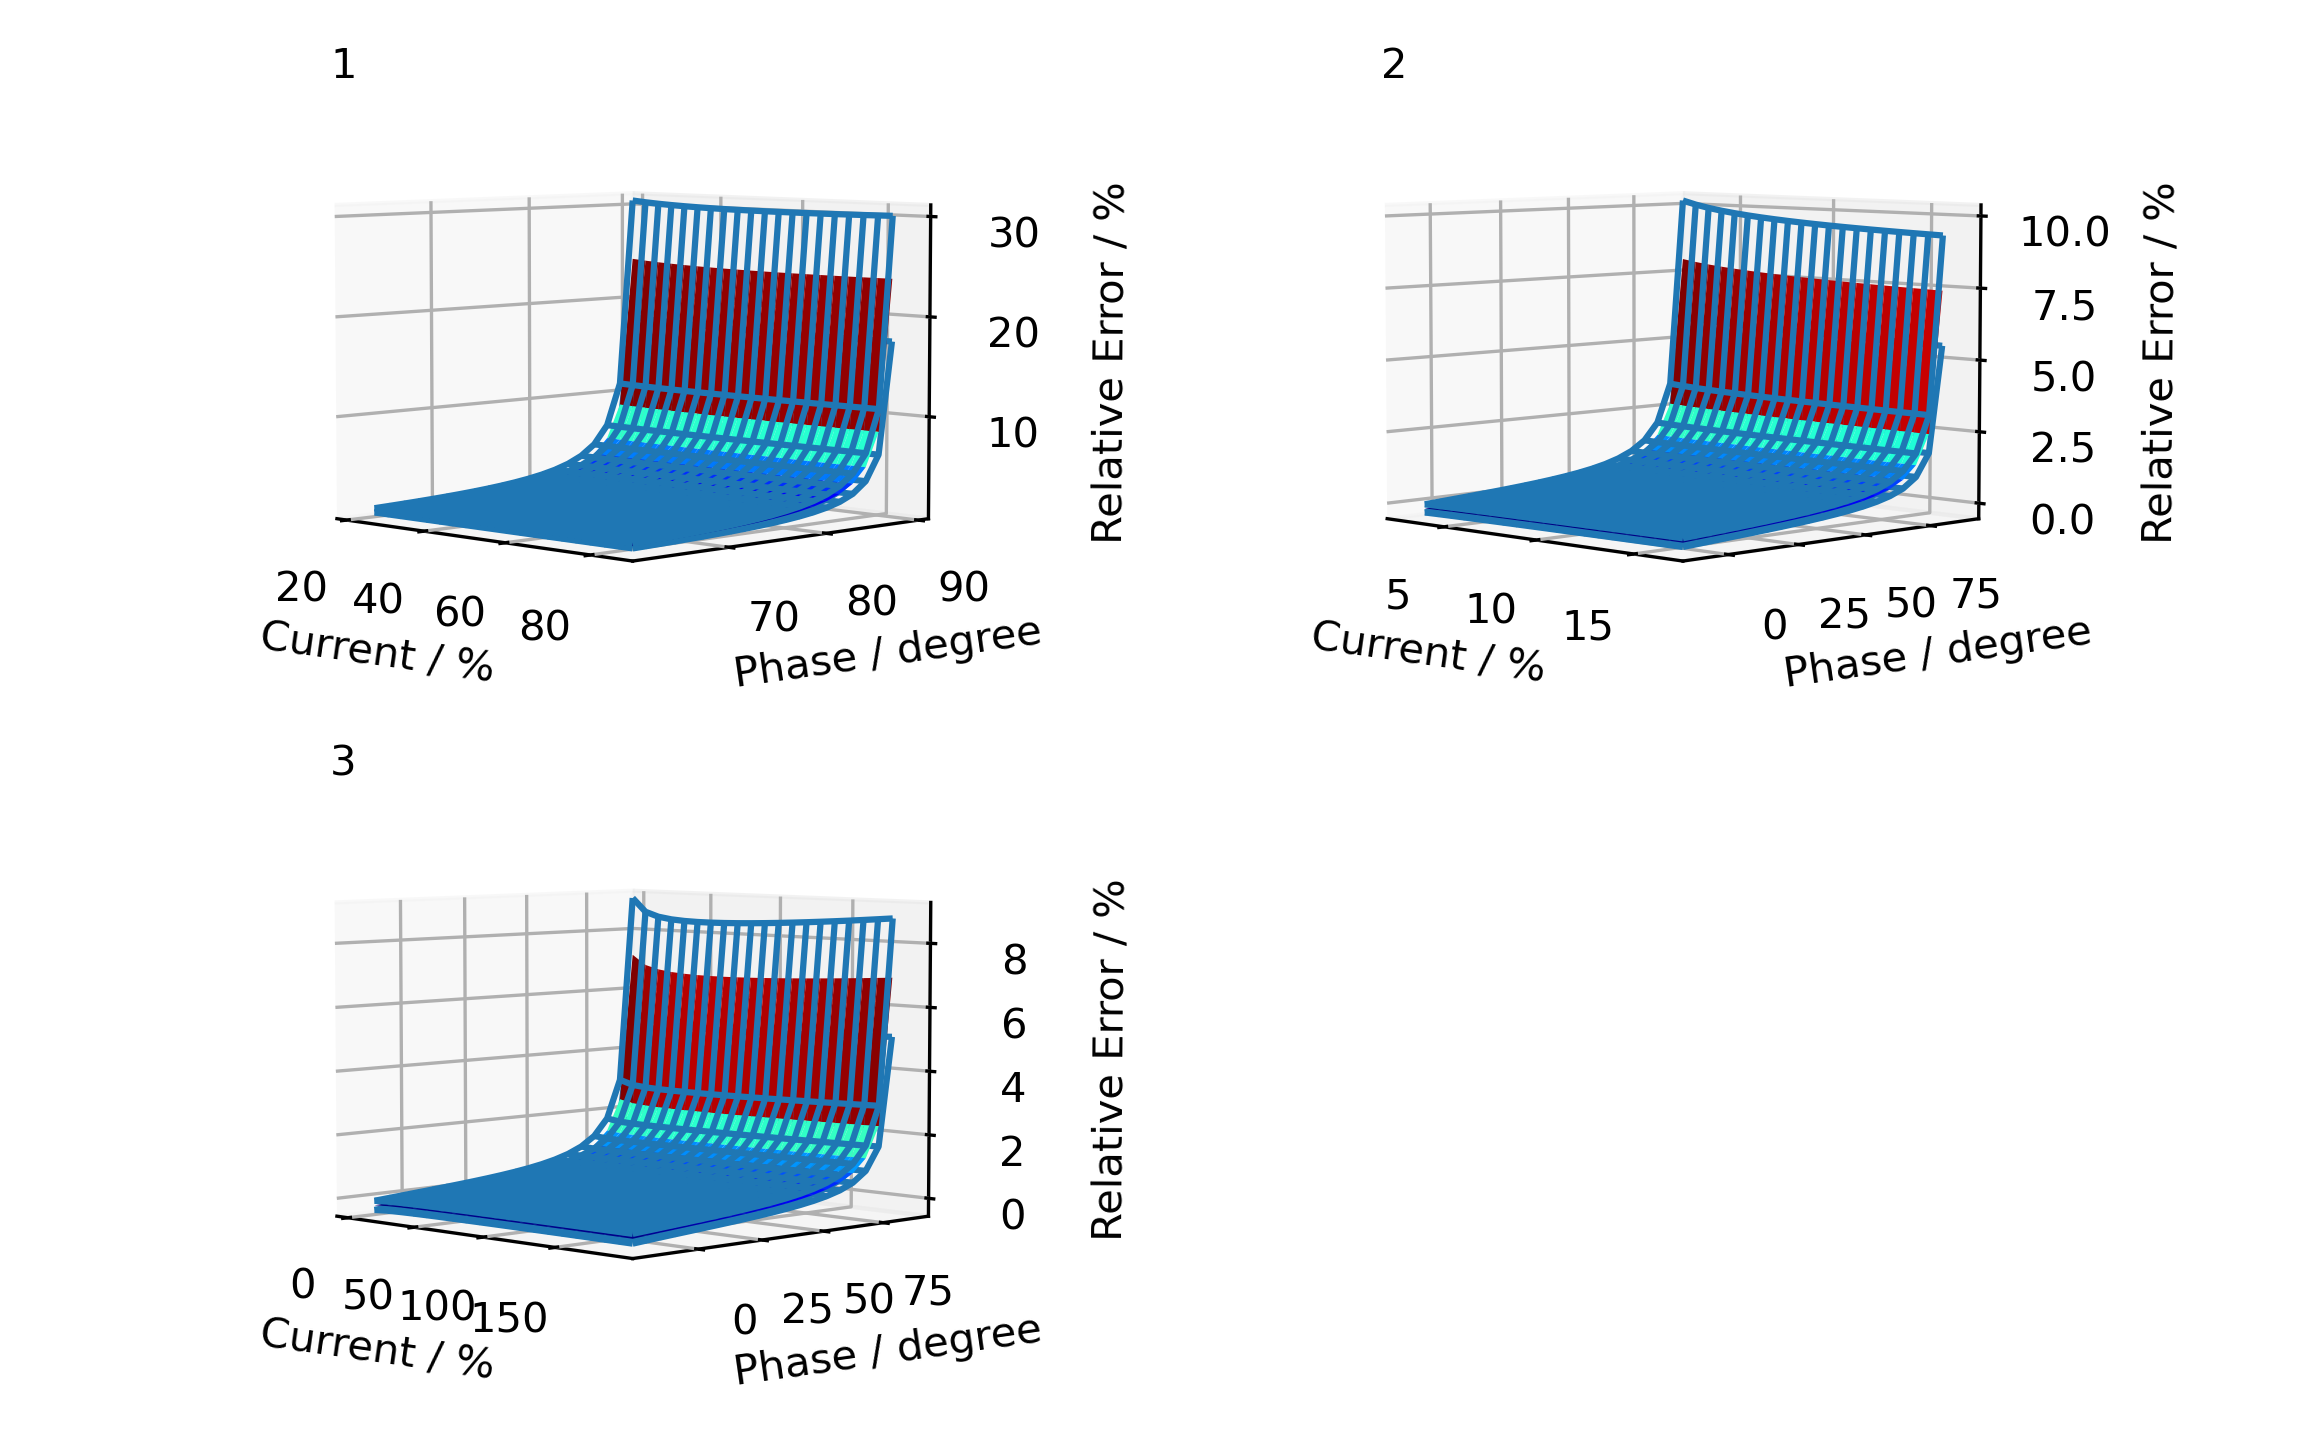 1
30
20
10
Relative Error / %
20 40 60 80
Current / %
70 80 90
Phase / degree
2
10.0
7.5
5.0
2.5
0.0
Relative Error / %
5 10 15
Current / %
0 25 50 75
Phase / degree
3
8
6
4
2
0
Relative Error / %
0 50 100 150
Current / %
0 25 50 75
Phase / degree